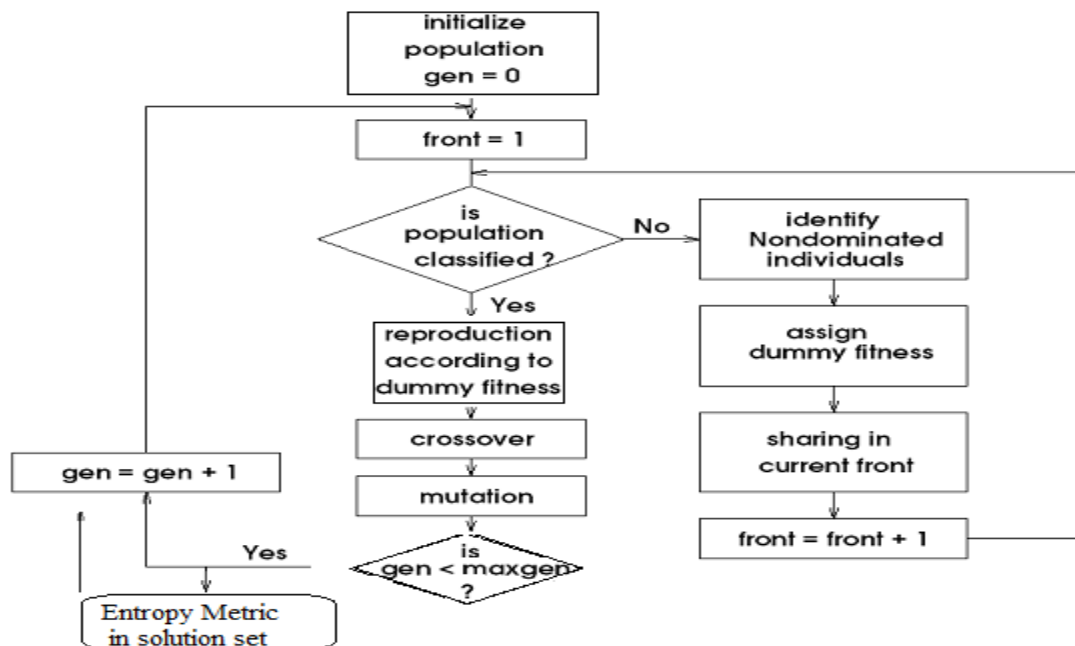 initialize
population
gen = 0
front = 1
is
population
classified ?
No
identify
Nondominated
individuals
Yes
reproduction
according to
dummy fitness
assign
dummy fitness
crossover
sharing in
current front
gen = gen + 1
mutation
front = front + 1
is
gen < maxgen
?
Yes
Entropy Metric
in solution set